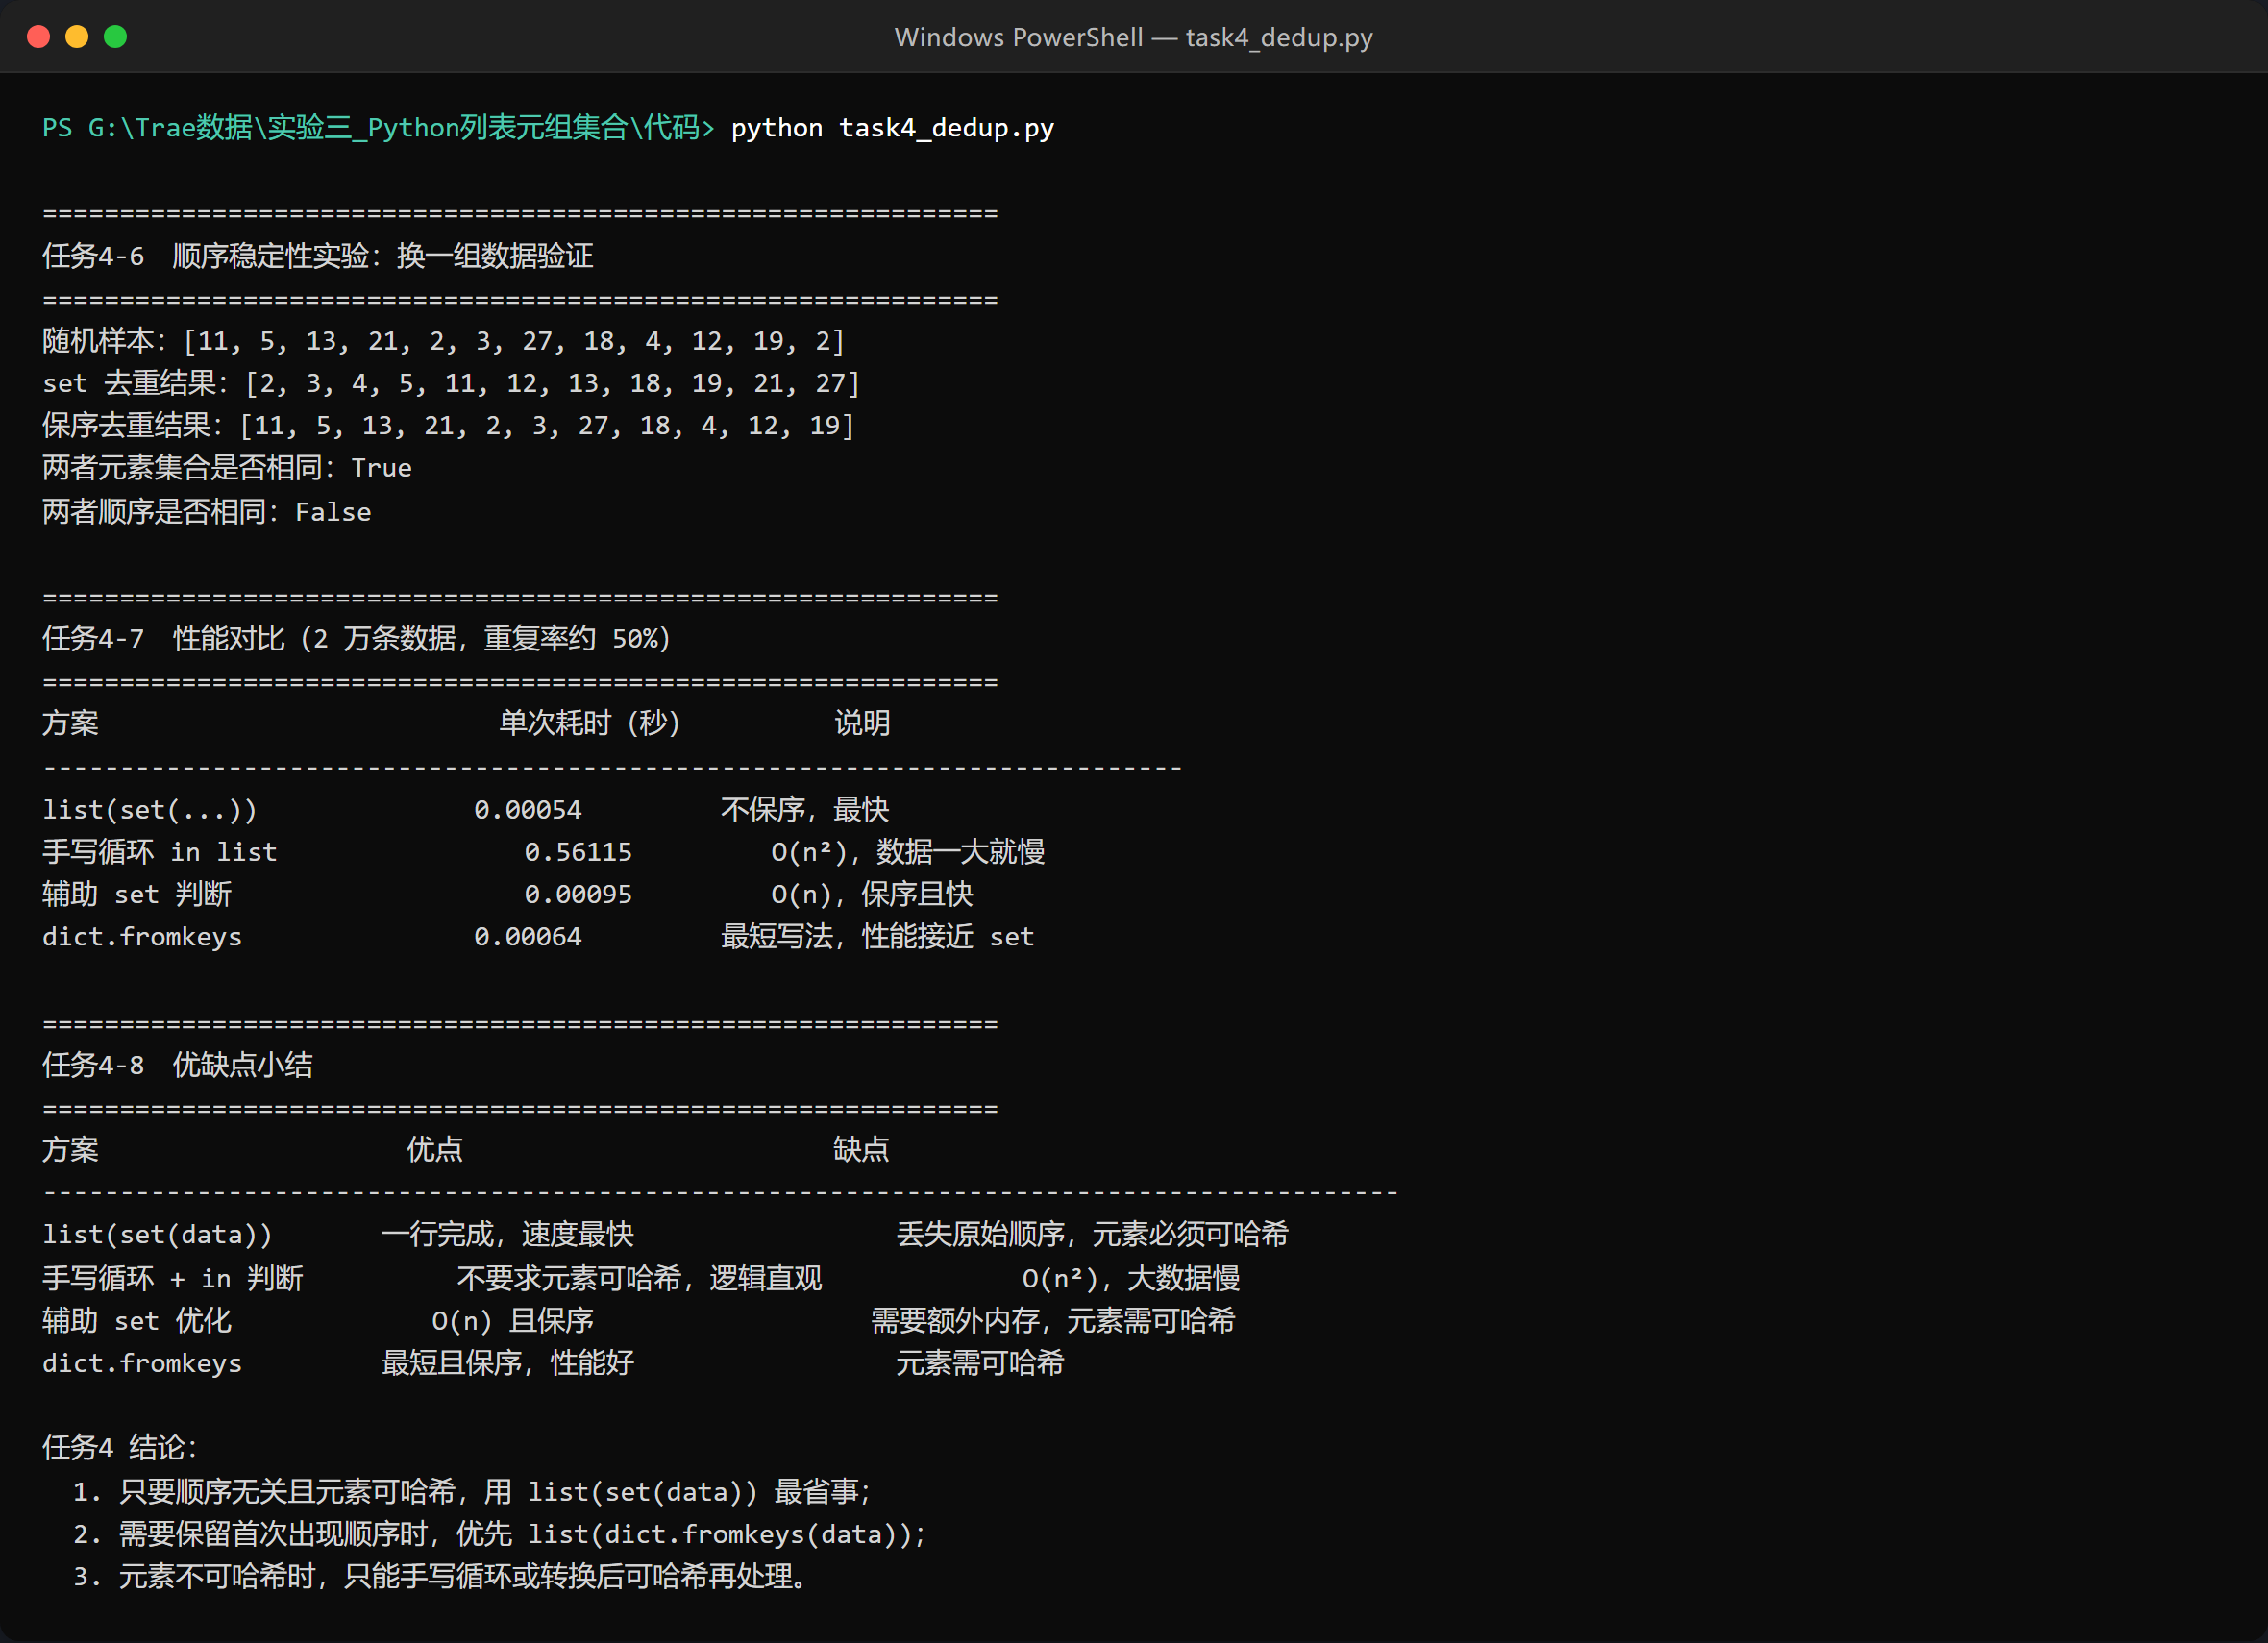 Windows PowerShell — task4_dedup.py
PS G:\Trae数据\实验三_Python列表元组集合\代码> python task4_dedup.py
==============================================================
任务4-6  顺序稳定性实验：换一组数据验证
==============================================================
随机样本：[11, 5, 13, 21, 2, 3, 27, 18, 4, 12, 19, 2]
set 去重结果：[2, 3, 4, 5, 11, 12, 13, 18, 19, 21, 27]
保序去重结果：[11, 5, 13, 21, 2, 3, 27, 18, 4, 12, 19]
两者元素集合是否相同：True
两者顺序是否相同：False
==============================================================
任务4-7  性能对比（2 万条数据，重复率约 50%）
==============================================================
方案                          单次耗时（秒）         说明
--------------------------------------------------------------------------
list(set(...))              0.00054         不保序，最快
手写循环 in list                0.56115         O(n²)，数据一大就慢
辅助 set 判断                   0.00095         O(n)，保序且快
dict.fromkeys               0.00064         最短写法，性能接近 set
==============================================================
任务4-8  优缺点小结
==============================================================
方案                    优点                        缺点
----------------------------------------------------------------------------------------
list(set(data))       一行完成，速度最快                 丢失原始顺序，元素必须可哈希
手写循环 + in 判断          不要求元素可哈希，逻辑直观             O(n²)，大数据慢
辅助 set 优化             O(n) 且保序                  需要额外内存，元素需可哈希
dict.fromkeys         最短且保序，性能好                 元素需可哈希
任务4 结论：
  1. 只要顺序无关且元素可哈希，用 list(set(data)) 最省事；
  2. 需要保留首次出现顺序时，优先 list(dict.fromkeys(data))；
  3. 元素不可哈希时，只能手写循环或转换后可哈希再处理。